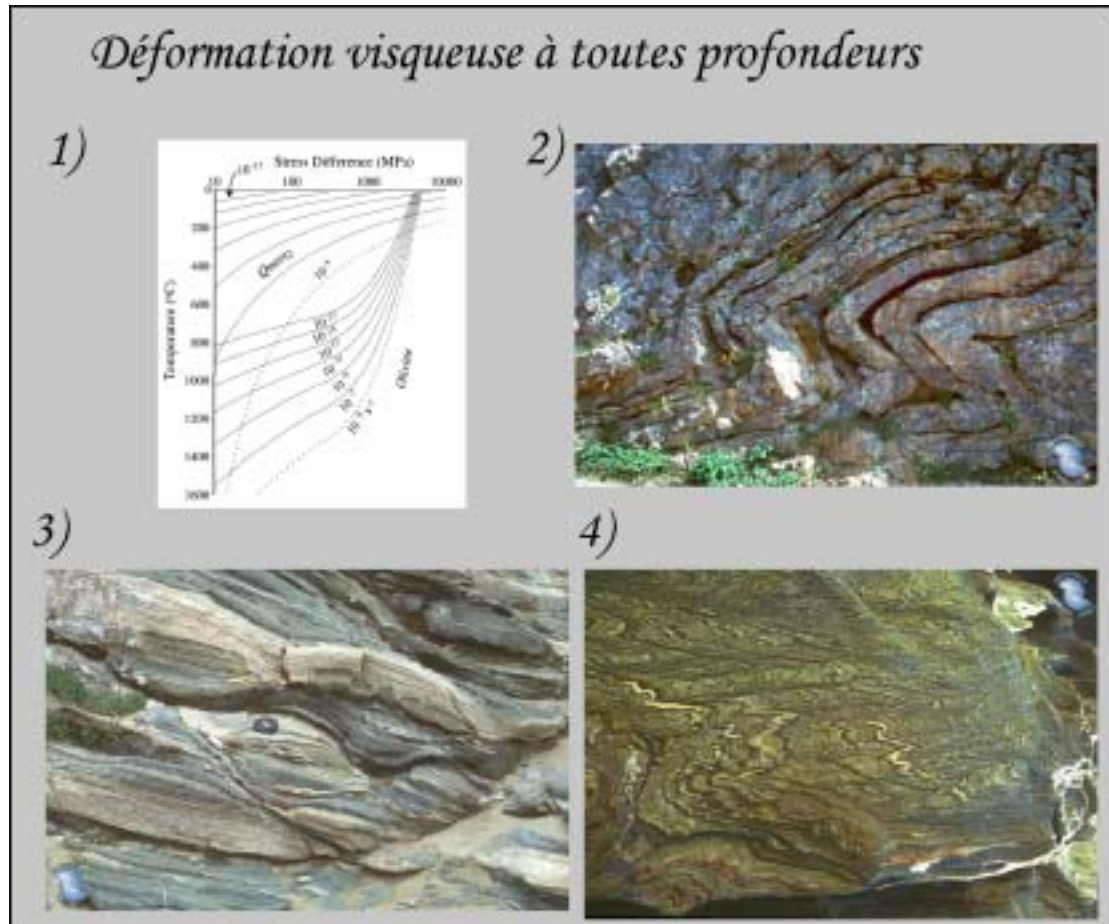 Déformation visqueuse à toutes profondeurs
1)
Stress Difference (MPa)
10 100 1000 10000
0
200
400
600
800
1000
1200
1400
1600
Temperature (°C)
Quartz
Olivine
2)
3)
4)